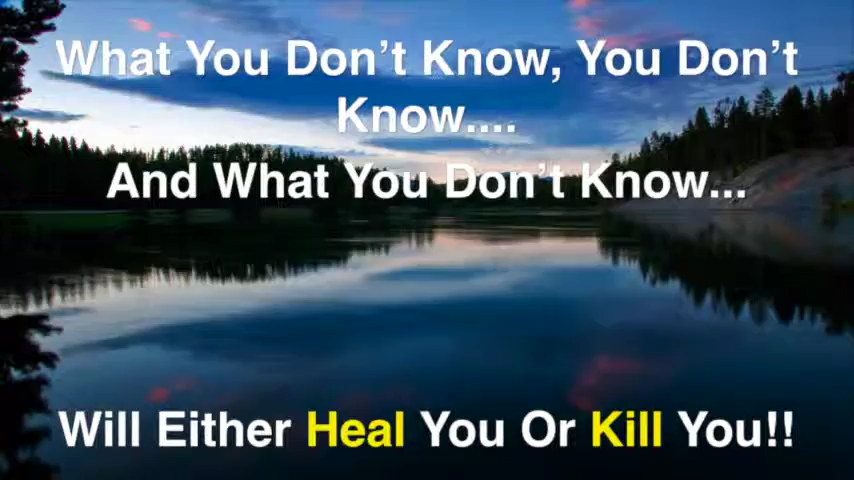 What You Don’t Know, You Don’t
Know....
And What You Don’t Know...
Will Either Heal You Or Kill You!!